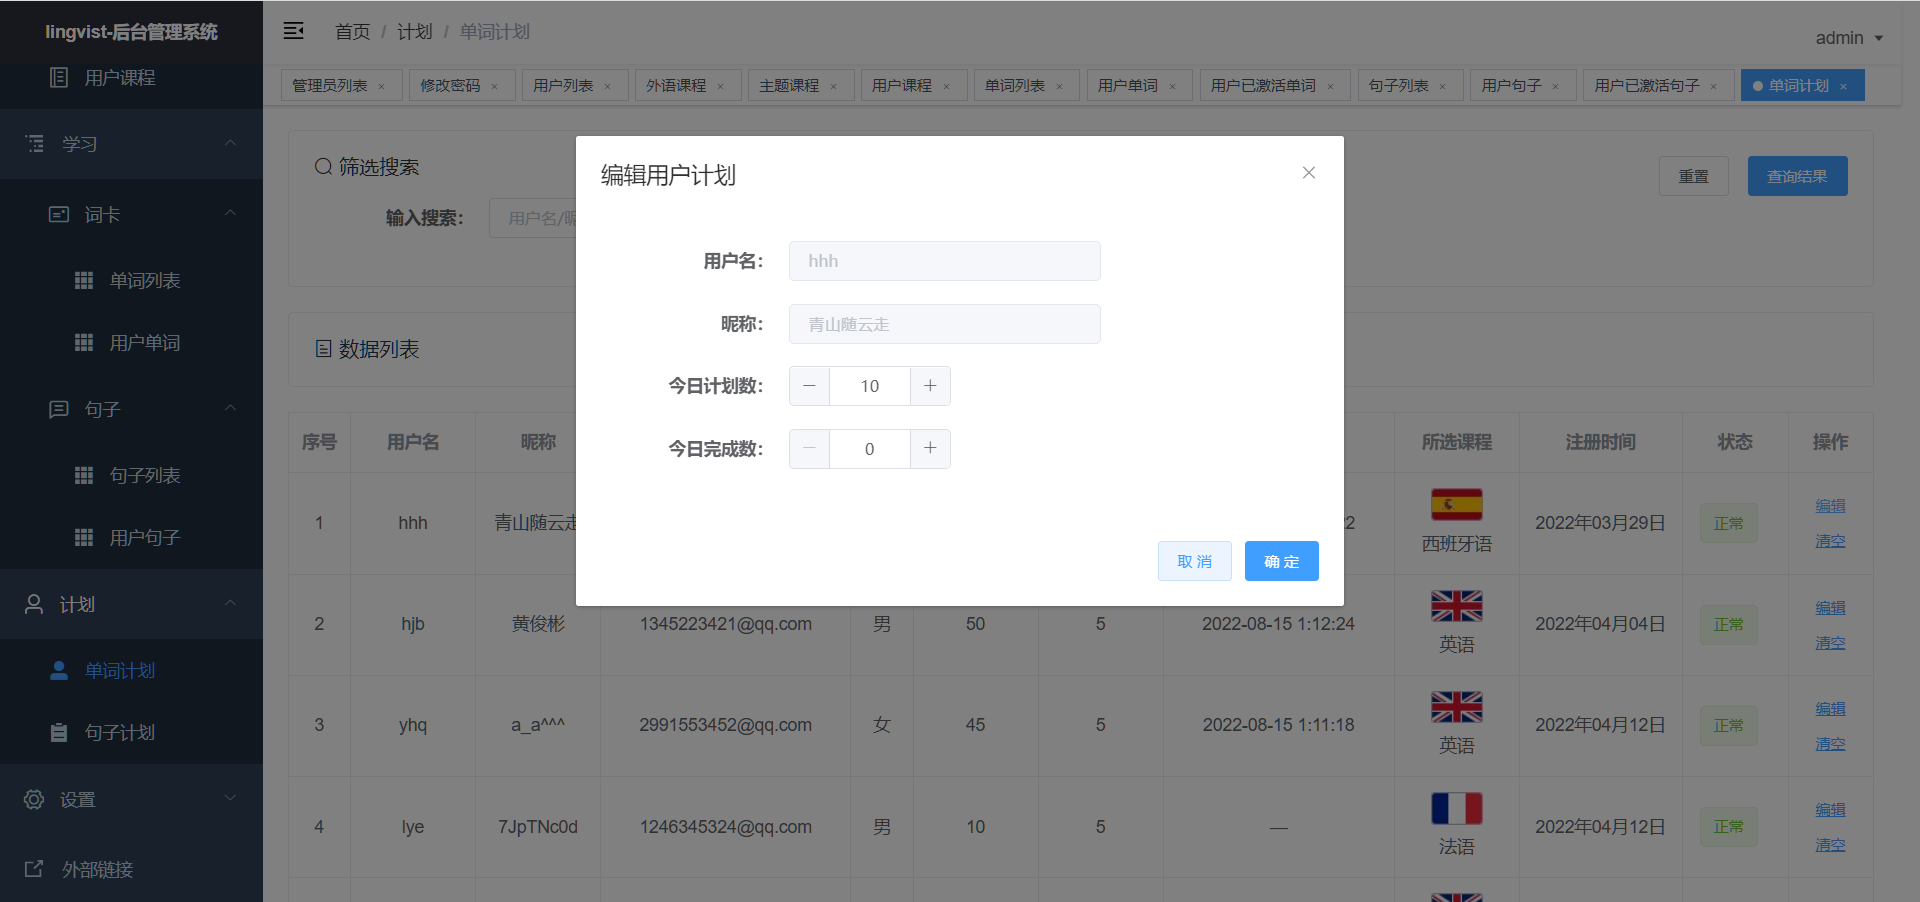 lingvist-后台管理系统
用户课程
学习
词卡
单词列表
用户单词
句子
句子列表
用户句子
计划
单词计划
句子计划
设置
外部链接
首页 / 计划 / 单词计划
admin
管理员列表 × 修改密码 × 用户列表 × 外语课程 × 主题课程 × 用户课程 × 单词列表 × 用户单词 × 用户已激活单词 × 句子列表 × 用户句子 × 用户已激活句子 × 单词计划 ×
筛选搜索
重置 查询结果
输入搜索: 用户名/昵
数据列表
编辑用户计划
用户名: hhh
昵称: 青山随云走
今日计划数: − 10 +
今日完成数: − 0 +
取消 确定
序号 用户名 昵称 所选课程 注册时间 状态 操作
1 hhh 青山随云走 2 西班牙语 2022年03月29日 正常 编辑 清空
2 hjb 黄俊彬 1345223421@qq.com 男 50 5 2022-08-15 1:12:24 英语 2022年04月04日 正常 编辑 清空
3 yhq a_a^^^ 2991553452@qq.com 女 45 5 2022-08-15 1:11:18 英语 2022年04月12日 正常 编辑 清空
4 lye 7JpTNc0d 1246345324@qq.com 男 10 5 — 法语 2022年04月12日 正常 编辑 清空